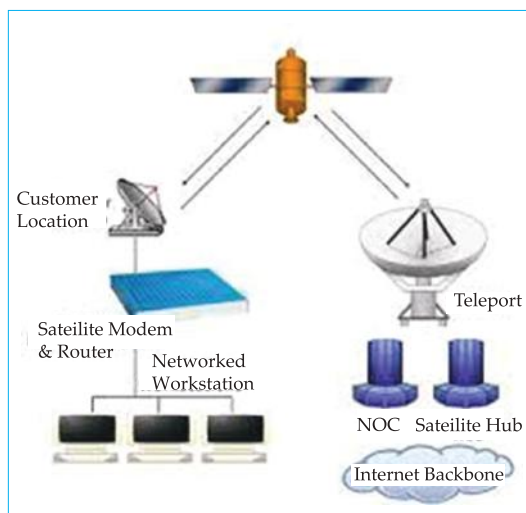 Customer
Location
Teleport
Sateilite Modem
& Router
Networked
Workstation
NOC Sateilite Hub
Internet Backbone